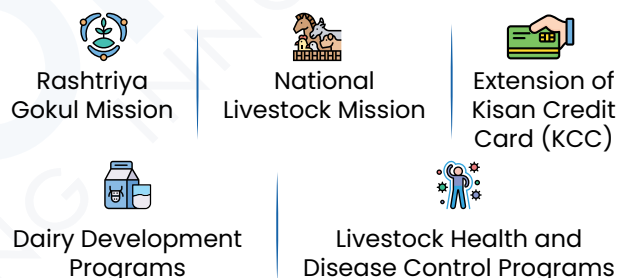 Rashtriya
Gokul Mission
National
Livestock Mission
Extension of
Kisan Credit
Card (KCC)
Dairy Development
Programs
Livestock Health and
Disease Control Programs